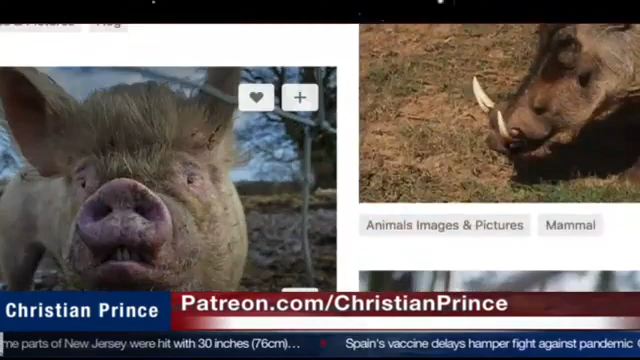 Animals Images & Pictures Mammal
Christian Prince
Patreon.com/ChristianPrince
me parts of New Jersey were hit with 30 inches (76cm)... Spain's vaccine delays hamper fight against pandemic